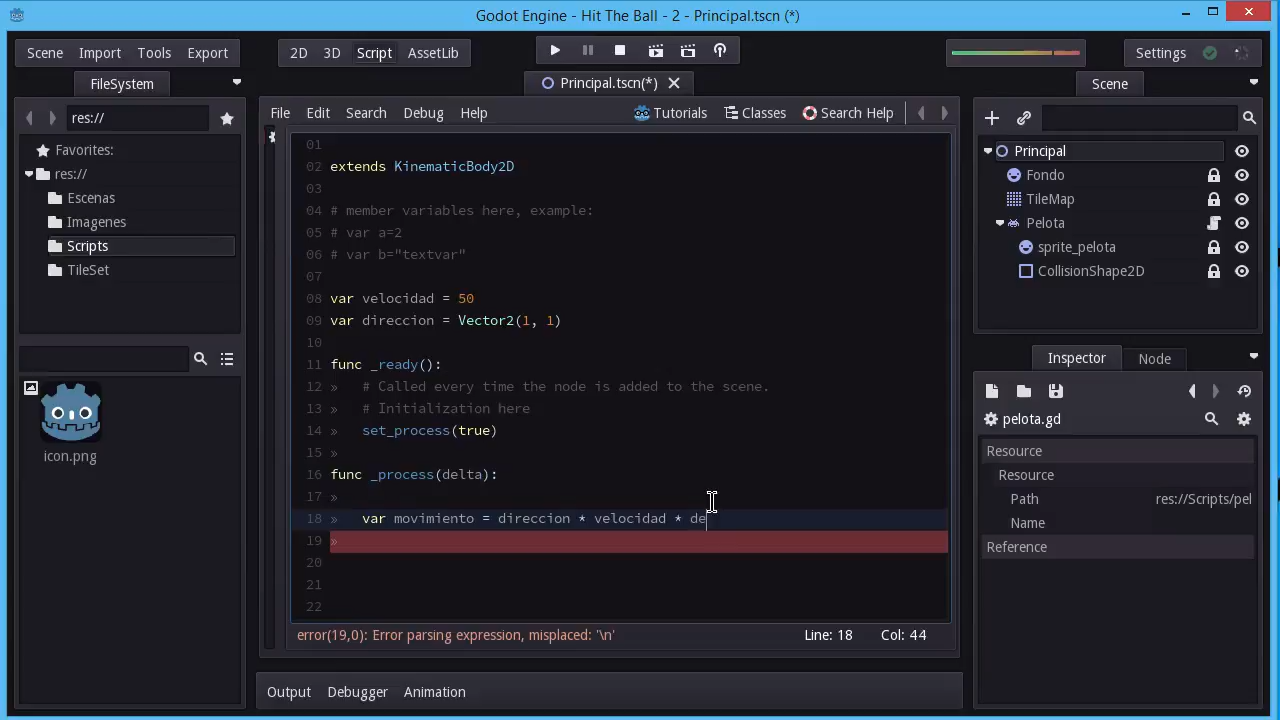 Godot Engine - Hit The Ball - 2 - Principal.tscn (*)
Scene Import Tools Export 2D 3D Script AssetLib Settings
FileSystem Principal.tscn(*) Scene
res:// File Edit Search Debug Help Tutorials Classes Search Help
Favorites:
res://
Escenas
Imagenes
Scripts
TileSet
icon.png
01
02 extends KinematicBody2D
03
04 # member variables here, example:
05 # var a=2
06 # var b="textvar"
07
08 var velocidad = 50
09 var direccion = Vector2(1, 1)
10
11 func _ready():
12 » # Called every time the node is added to the scene.
13 » # Initialization here
14 » set_process(true)
15 »
16 func _process(delta):
17 »
18 » var movimiento = direccion * velocidad * de
19 »
20
21
22
error(19,0): Error parsing expression, misplaced: '\n' Line: 18 Col: 44
Output Debugger Animation
Principal
Fondo
TileMap
Pelota
sprite_pelota
CollisionShape2D
Inspector Node
pelota.gd
Resource
Resource
Path res://Scripts/pel
Name
Reference